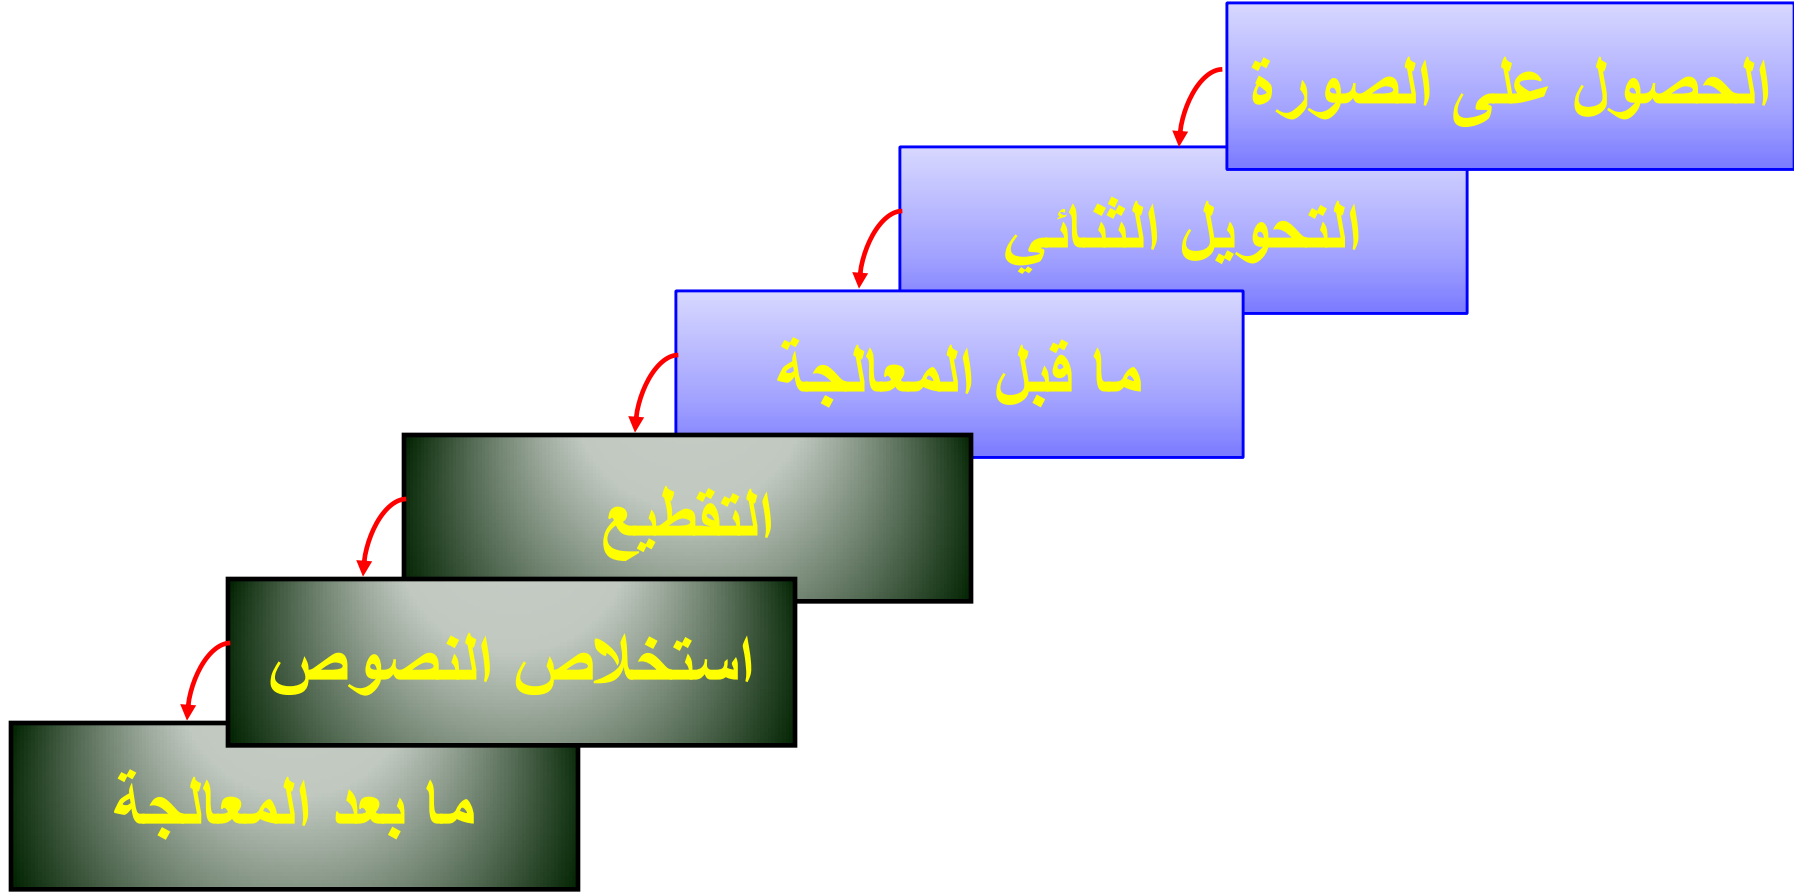 الحصول على الصورة
التحويل الثنائي
ما قبل المعالجة
التقطيع
استخلاص النصوص
ما بعد المعالجة